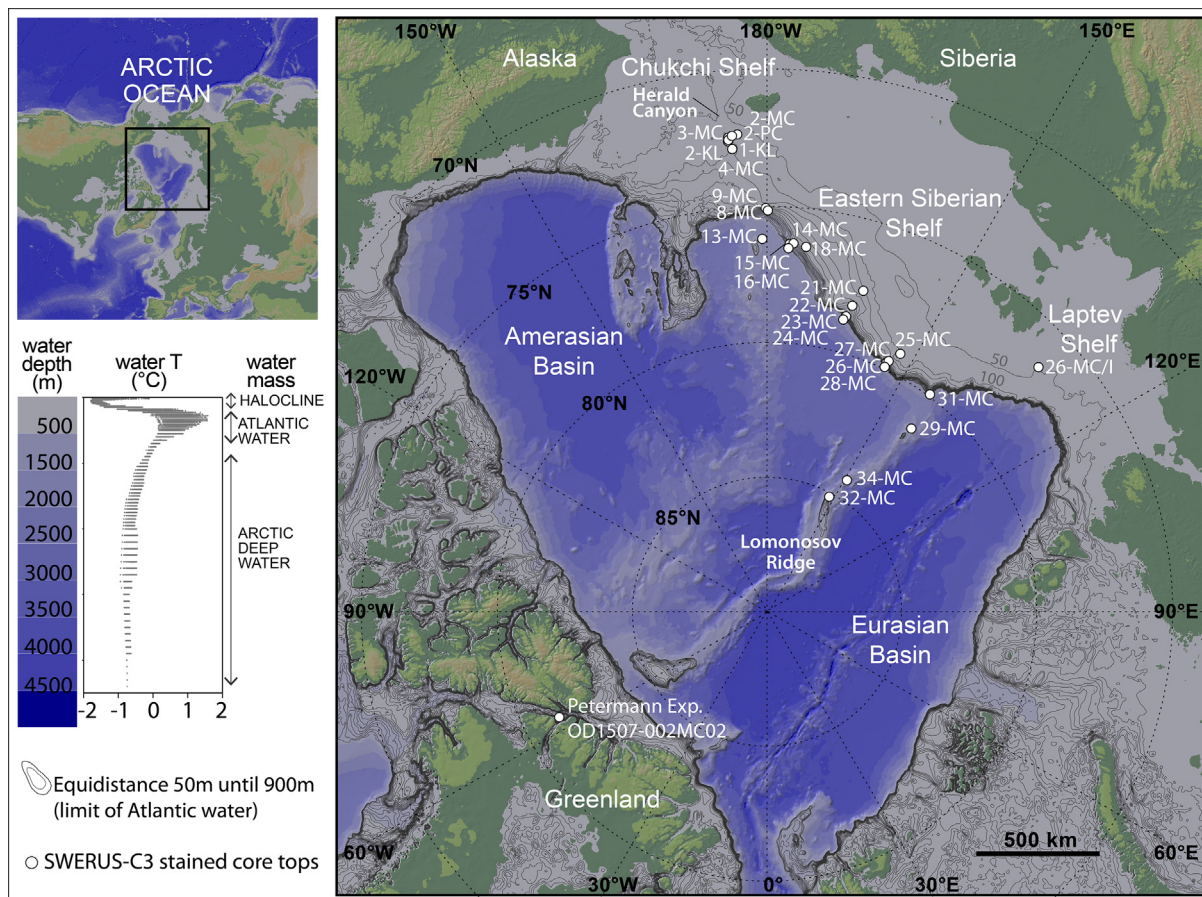 ARCTIC
OCEAN
water
depth
(m)
water T
(°C)
water
mass
HALOCLINE
ATLANTIC
WATER
ARCTIC
DEEP
WATER
500
1500
2000
2500
3000
3500
4000
4500
-2 -1 0 1 2
Equidistance 50m until 900m
(limit of Atlantic water)
SWERUS-C3 stained core tops
150°W
180°W
150°E
Alaska
Chukchi Shelf
Siberia
Herald
Canyon
50
2-MC
3-MC
2-PC
2-KL
1-KL
4-MC
70°N
9-MC
8-MC
Eastern Siberian
Shelf
13-MC
14-MC
18-MC
15-MC
16-MC
75°N
21-MC
22-MC
23-MC
24-MC
Amerasian
Basin
Laptev
Shelf
27-MC
25-MC
26-MC
28-MC
50
100
120°E
26-MC/I
120°W
80°N
31-MC
29-MC
34-MC
32-MC
85°N
Lomonosov
Ridge
90°W
90°E
Eurasian
Basin
Petermann Exp.
OD1507-002MC02
Greenland
500 km
60°W
30°W
0°
30°E
60°E